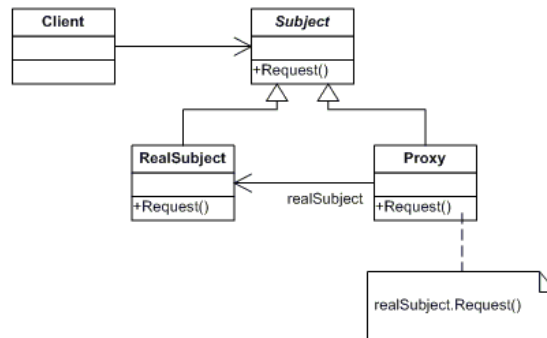 Client
Subject
+Request()
RealSubject
+Request()
realSubject
Proxy
+Request()
realSubject.Request()